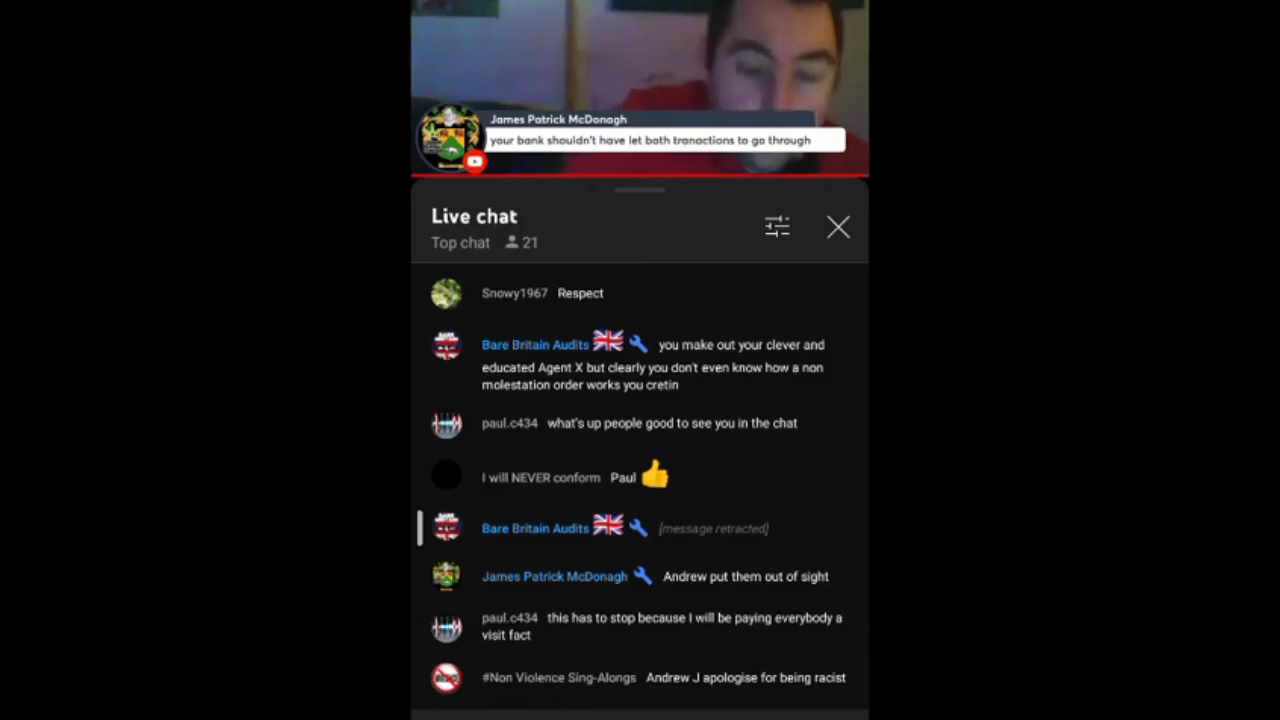 James Patrick McDonagh
your bank shouldn't have let both tranactions to go through
Live chat
Top chat 21
Snowy1967 Respect
Bare Britain Audits 🇬🇧 🔧 you make out your clever and
educated Agent X but clearly you don't even know how a non
molestation order works you cretin
paul.c434 what's up people good to see you in the chat
I will NEVER conform Paul 👍
Bare Britain Audits 🇬🇧 🔧 [message retracted]
James Patrick McDonagh 🔧 Andrew put them out of sight
paul.c434 this has to stop because I will be paying everybody a
visit fact
#Non Violence Sing-Alongs Andrew J apologise for being racist